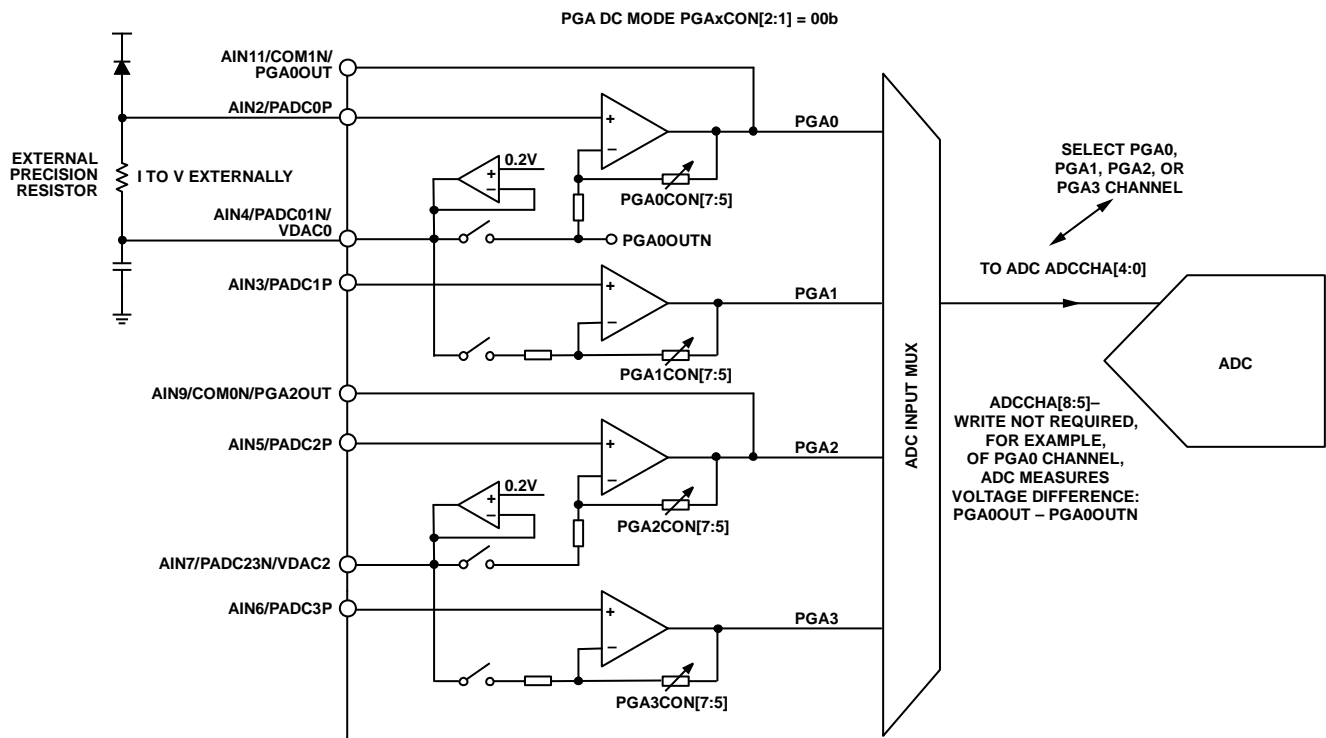 PGA DC MODE PGAxCON[2:1] = 00b
AIN11/COM1N/
PGA0OUT
AIN2/PADC0P
EXTERNAL
PRECISION
RESISTOR
I TO V EXTERNALLY
AIN4/PADC01N/
VDAC0
AIN3/PADC1P
AIN9/COM0N/PGA2OUT
AIN5/PADC2P
AIN7/PADC23N/VDAC2
AIN6/PADC3P
+
−
PGA0
0.2V
+
−
PGA0CON[7:5]
PGA0OUTN
+
−
PGA1
PGA1CON[7:5]
+
−
PGA2
0.2V
+
−
PGA2CON[7:5]
+
−
PGA3
PGA3CON[7:5]
ADC INPUT MUX
SELECT PGA0,
PGA1, PGA2, OR
PGA3 CHANNEL
TO ADC ADCCHA[4:0]
ADC
ADCCHA[8:5]–
WRITE NOT REQUIRED,
FOR EXAMPLE,
OF PGA0 CHANNEL,
ADC MEASURES
VOLTAGE DIFFERENCE:
PGA0OUT – PGA0OUTN